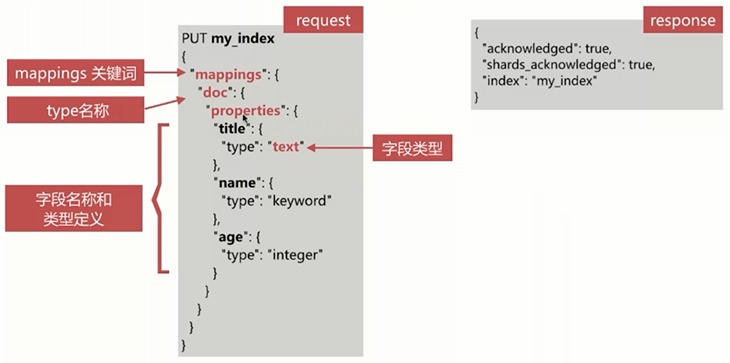 request
PUT my_index
{
"mappings": {
"doc": {
"properties": {
"title": {
"type": "text"
},
"name": {
"type": "keyword"
},
"age": {
"type": "integer"
}
}
}
}
}
mappings 关键词
type名称
字段名称和
类型定义
字段类型
response
{
"acknowledged": true,
"shards_acknowledged": true,
"index": "my_index"
}